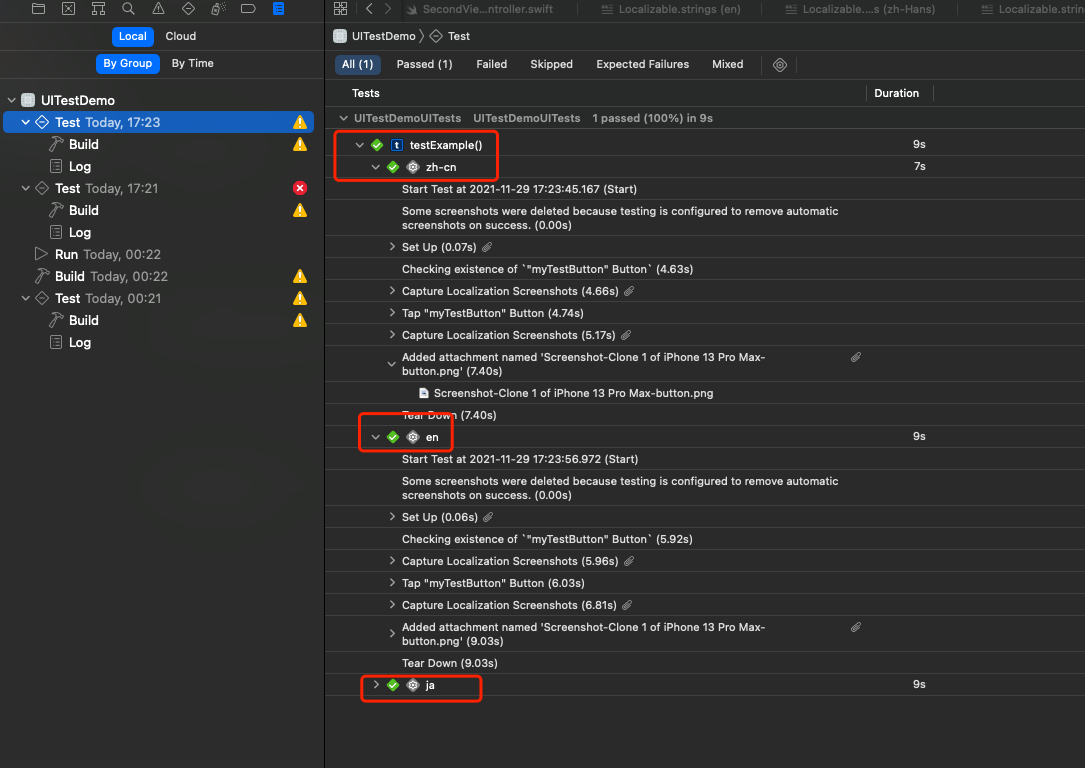 SecondVie...ntroller.swift
Localizable.strings (en)
Localizable....s (zh-Hans)
Localizable.strin
Local
Cloud
UITestDemo
Test
By Group
By Time
All (1)
Passed (1)
Failed
Skipped
Expected Failures
Mixed
Tests
Duration
UITestDemo
Test Today, 17:23
Build
Log
Test Today, 17:21
Build
Log
Run Today, 00:22
Build Today, 00:22
Test Today, 00:21
Build
Log
UITestDemoUITests UITestDemoUITests 1 passed (100%) in 9s
t testExample() 9s
zh-cn 7s
Start Test at 2021-11-29 17:23:45.167 (Start)
Some screenshots were deleted because testing is configured to remove automatic
screenshots on success. (0.00s)
Set Up (0.07s)
Checking existence of `"myTestButton" Button` (4.63s)
Capture Localization Screenshots (4.66s)
Tap "myTestButton" Button (4.74s)
Capture Localization Screenshots (5.17s)
Added attachment named 'Screenshot-Clone 1 of iPhone 13 Pro Max-
button.png' (7.40s)
Screenshot-Clone 1 of iPhone 13 Pro Max-button.png
Tear Down (7.40s)
en 9s
Start Test at 2021-11-29 17:23:56.972 (Start)
Some screenshots were deleted because testing is configured to remove automatic
screenshots on success. (0.00s)
Set Up (0.06s)
Checking existence of `"myTestButton" Button` (5.92s)
Capture Localization Screenshots (5.96s)
Tap "myTestButton" Button (6.03s)
Capture Localization Screenshots (6.81s)
Added attachment named 'Screenshot-Clone 1 of iPhone 13 Pro Max-
button.png' (9.03s)
Tear Down (9.03s)
ja 9s